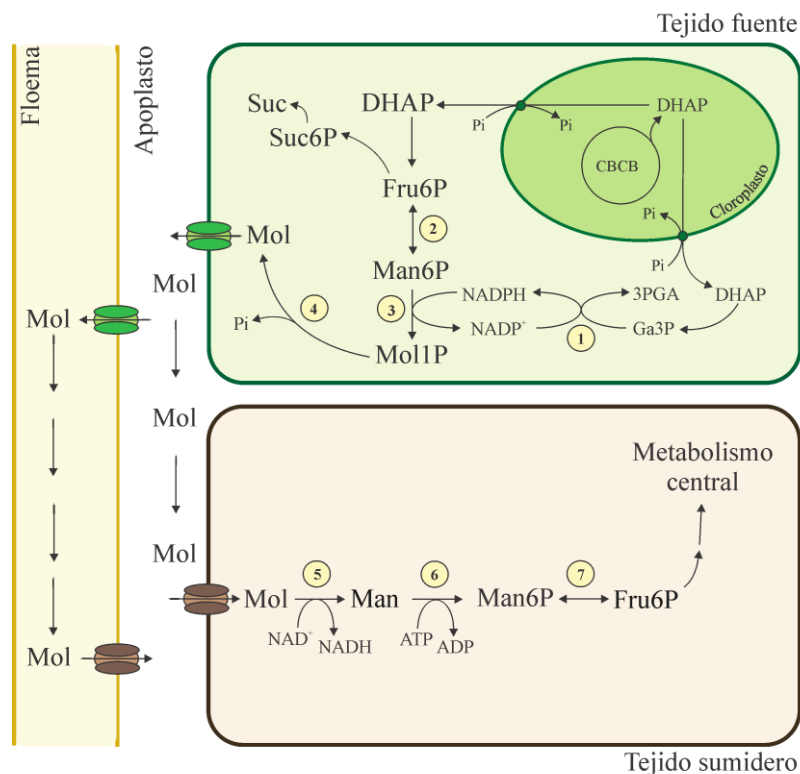 Tejido fuente
Floema
Apoplasto
Suc
Suc6P
DHAP
DHAP
Pi
Pi
CBCB
Cloroplasto
Fru6P
2
Mol
Man6P
Pi
Pi
Mol
3
NADPH
3PGA
DHAP
Mol
Pi
4
NADP+
1
Ga3P
Mol1P
Mol
Metabolismo
central
Mol
5
6
7
Mol
Man
Man6P
Fru6P
NAD+
NADH
ATP
ADP
Mol
Tejido sumidero